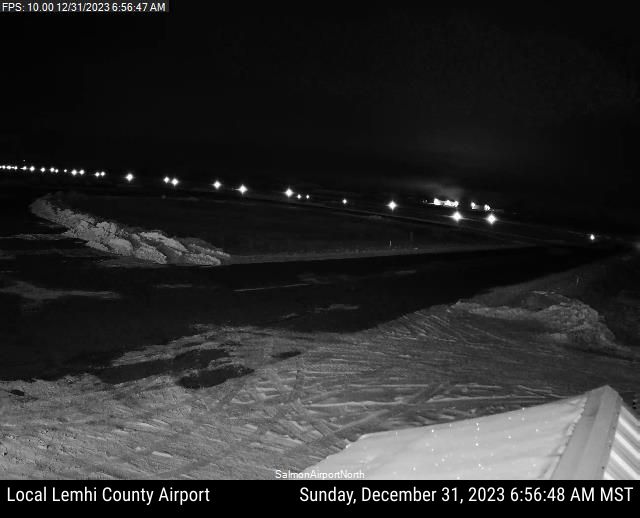 FPS: 10.00 12/31/2023 6:56:47 AM
SalmonAirportNorth
Local Lemhi County Airport
Sunday, December 31, 2023 6:56:48 AM MST